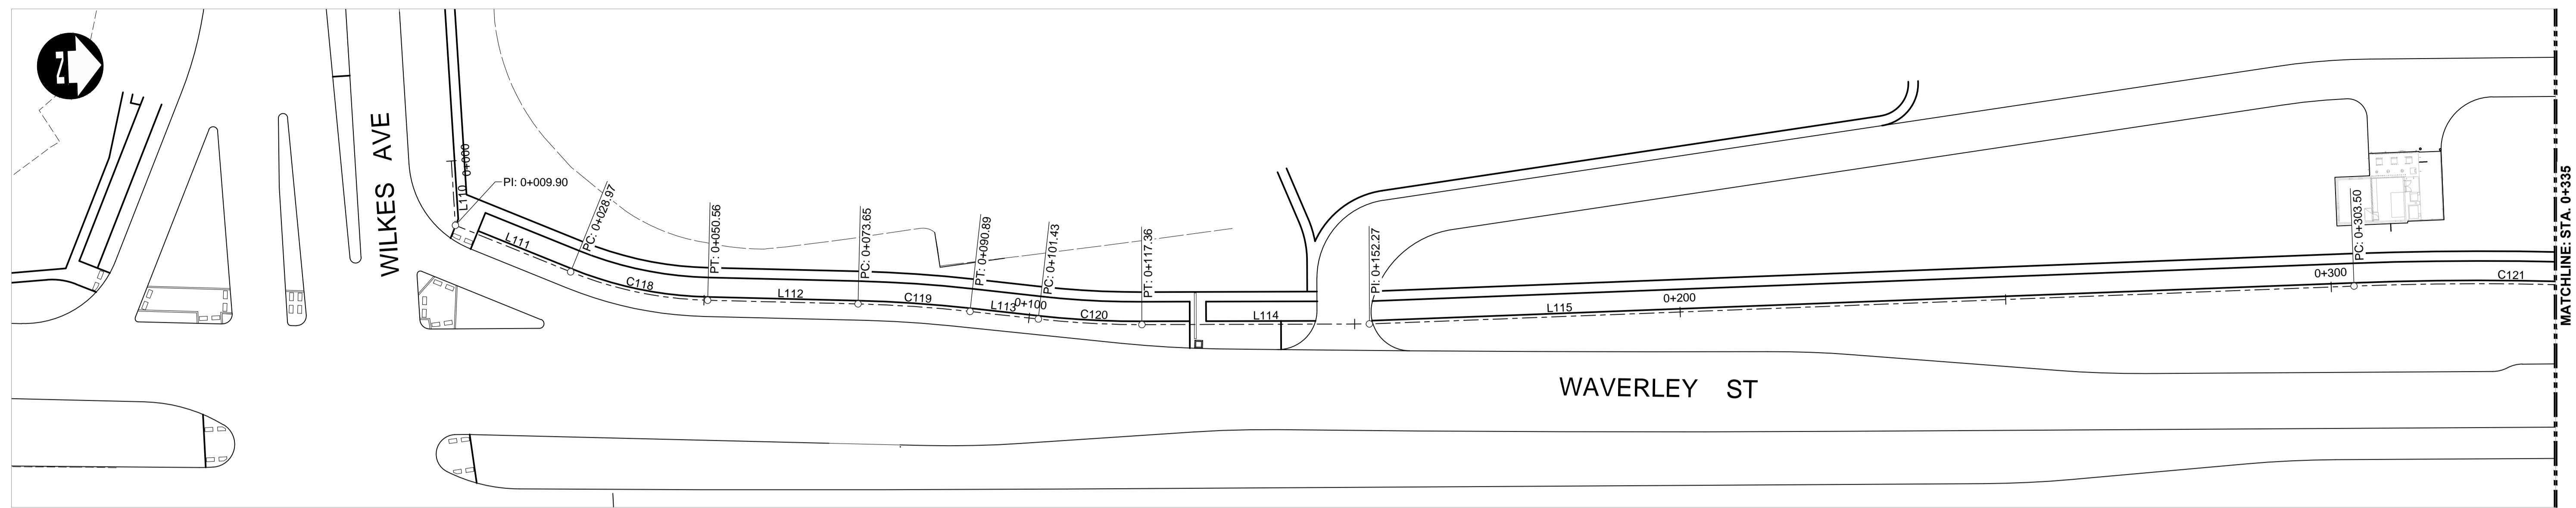 N
WILKES AVE
0+000
L110
PI: 0+009.90
L111
PC: 0+028.97
C118
PT: 0+050.56
L112
PC: 0+073.65
C119
PT: 0+090.89
L113
0+100
PC: 0+101.43
C120
PT: 0+117.36
L114
PI: 0+152.27
L115
0+200
0+300
PC: 0+303.50
C121
WAVERLEY ST
MATCHLINE: STA. 0+335